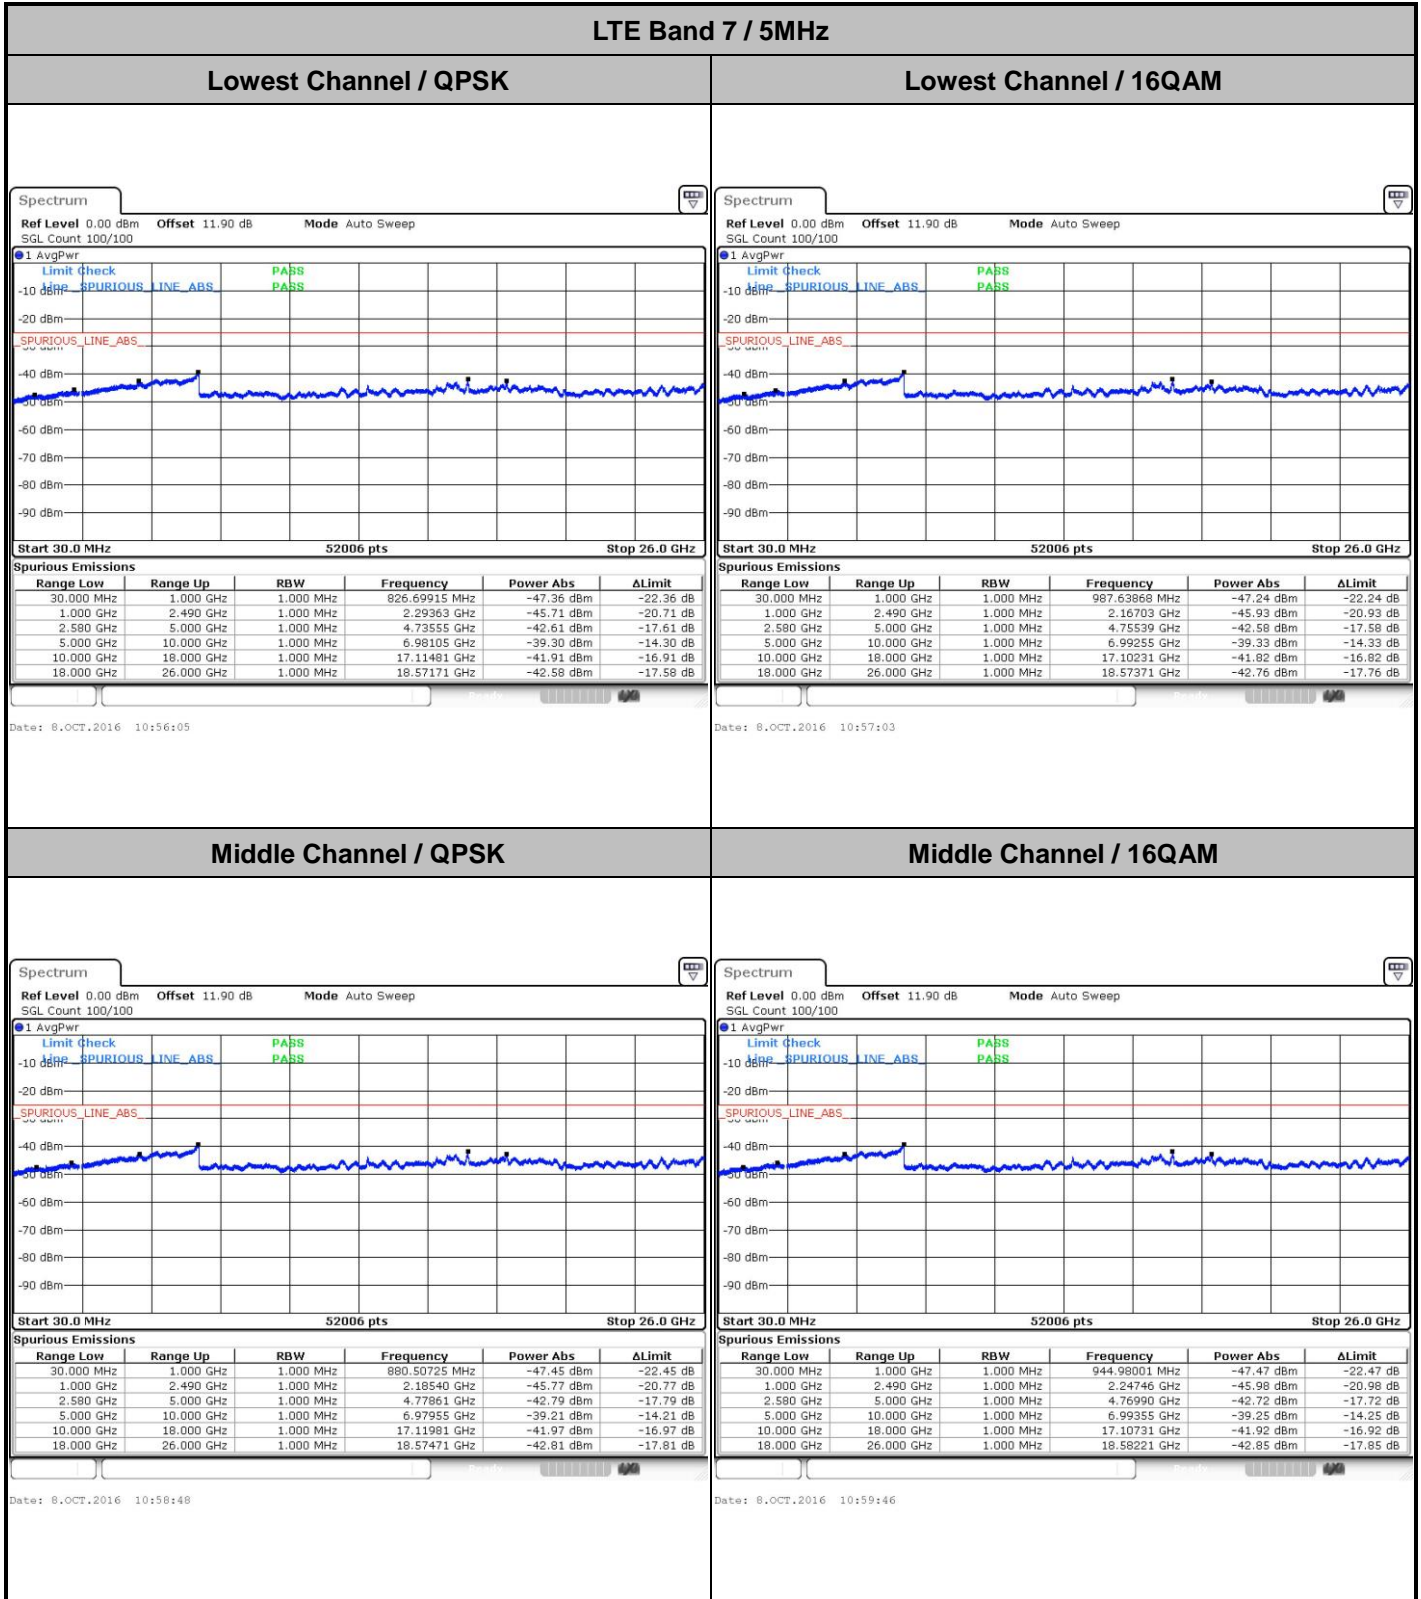 LTE Band 7 / 5MHz
Lowest Channel / QPSK
Lowest Channel / 16QAM
Spectrum
Ref Level 0.00 dBm Offset 11.90 dB Mode Auto Sweep
SGL Count 100/100
1 AvgPwr
Limit Check PASS
-10 dBm Line _SPURIOUS_LINE_ABS_ PASS
-20 dBm
_SPURIOUS_LINE_ABS_
-30 dBm
-40 dBm
-50 dBm
-60 dBm
-70 dBm
-80 dBm
-90 dBm
Start 30.0 MHz 52006 pts Stop 26.0 GHz
Spurious Emissions
Range Low Range Up RBW Frequency Power Abs ΔLimit
30.000 MHz 1.000 GHz 1.000 MHz 826.69915 MHz -47.36 dBm -22.36 dB
1.000 GHz 2.490 GHz 1.000 MHz 2.29363 GHz -45.71 dBm -20.71 dB
2.580 GHz 5.000 GHz 1.000 MHz 4.73555 GHz -42.61 dBm -17.61 dB
5.000 GHz 10.000 GHz 1.000 MHz 6.98105 GHz -39.30 dBm -14.30 dB
10.000 GHz 18.000 GHz 1.000 MHz 17.11481 GHz -41.91 dBm -16.91 dB
18.000 GHz 26.000 GHz 1.000 MHz 18.57171 GHz -42.58 dBm -17.58 dB
Date: 8.OCT.2016 10:56:05
Spectrum
Ref Level 0.00 dBm Offset 11.90 dB Mode Auto Sweep
SGL Count 100/100
1 AvgPwr
Limit Check PASS
-10 dBm Line _SPURIOUS_LINE_ABS_ PASS
-20 dBm
_SPURIOUS_LINE_ABS_
-30 dBm
-40 dBm
-50 dBm
-60 dBm
-70 dBm
-80 dBm
-90 dBm
Start 30.0 MHz 52006 pts Stop 26.0 GHz
Spurious Emissions
Range Low Range Up RBW Frequency Power Abs ΔLimit
30.000 MHz 1.000 GHz 1.000 MHz 987.63868 MHz -47.24 dBm -22.24 dB
1.000 GHz 2.490 GHz 1.000 MHz 2.16703 GHz -45.93 dBm -20.93 dB
2.580 GHz 5.000 GHz 1.000 MHz 4.75539 GHz -42.58 dBm -17.58 dB
5.000 GHz 10.000 GHz 1.000 MHz 6.99255 GHz -39.33 dBm -14.33 dB
10.000 GHz 18.000 GHz 1.000 MHz 17.10231 GHz -41.82 dBm -16.82 dB
18.000 GHz 26.000 GHz 1.000 MHz 18.57371 GHz -42.76 dBm -17.76 dB
Ready
Date: 8.OCT.2016 10:57:03
Middle Channel / QPSK
Middle Channel / 16QAM
Spectrum
Ref Level 0.00 dBm Offset 11.90 dB Mode Auto Sweep
SGL Count 100/100
1 AvgPwr
Limit Check PASS
-10 dBm Line _SPURIOUS_LINE_ABS_ PASS
-20 dBm
_SPURIOUS_LINE_ABS_
-30 dBm
-40 dBm
-50 dBm
-60 dBm
-70 dBm
-80 dBm
-90 dBm
Start 30.0 MHz 52006 pts Stop 26.0 GHz
Spurious Emissions
Range Low Range Up RBW Frequency Power Abs ΔLimit
30.000 MHz 1.000 GHz 1.000 MHz 880.50725 MHz -47.45 dBm -22.45 dB
1.000 GHz 2.490 GHz 1.000 MHz 2.18540 GHz -45.77 dBm -20.77 dB
2.580 GHz 5.000 GHz 1.000 MHz 4.77861 GHz -42.79 dBm -17.79 dB
5.000 GHz 10.000 GHz 1.000 MHz 6.97955 GHz -39.21 dBm -14.21 dB
10.000 GHz 18.000 GHz 1.000 MHz 17.11981 GHz -41.97 dBm -16.97 dB
18.000 GHz 26.000 GHz 1.000 MHz 18.57471 GHz -42.81 dBm -17.81 dB
Ready
Date: 8.OCT.2016 10:58:48
Spectrum
Ref Level 0.00 dBm Offset 11.90 dB Mode Auto Sweep
SGL Count 100/100
1 AvgPwr
Limit Check PASS
-10 dBm Line _SPURIOUS_LINE_ABS_ PASS
-20 dBm
_SPURIOUS_LINE_ABS_
-30 dBm
-40 dBm
-50 dBm
-60 dBm
-70 dBm
-80 dBm
-90 dBm
Start 30.0 MHz 52006 pts Stop 26.0 GHz
Spurious Emissions
Range Low Range Up RBW Frequency Power Abs ΔLimit
30.000 MHz 1.000 GHz 1.000 MHz 944.98001 MHz -47.47 dBm -22.47 dB
1.000 GHz 2.490 GHz 1.000 MHz 2.24746 GHz -45.98 dBm -20.98 dB
2.580 GHz 5.000 GHz 1.000 MHz 4.76990 GHz -42.72 dBm -17.72 dB
5.000 GHz 10.000 GHz 1.000 MHz 6.99355 GHz -39.25 dBm -14.25 dB
10.000 GHz 18.000 GHz 1.000 MHz 17.10731 GHz -41.92 dBm -16.92 dB
18.000 GHz 26.000 GHz 1.000 MHz 18.58221 GHz -42.85 dBm -17.85 dB
Date: 8.OCT.2016 10:59:46